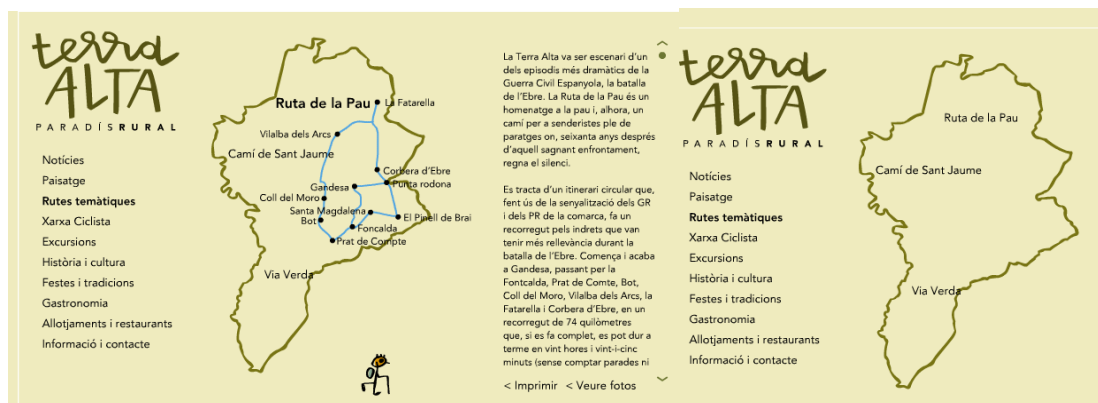 terra
ALTA
PARADÍS RURAL
Notícies
Paisatge
Rutes temàtiques
Xarxa Ciclista
Excursions
Història i cultura
Festes i tradicions
Gastronomia
Allotjaments i restaurants
Informació i contacte
Ruta de la Pau
La Fatarella
Vilalba dels Arcs
Camí de Sant Jaume
Corbera d'Ebre
Gandesa
Punta rodona
Coll del Moro
Santa Magdalena
Bot
El Pinell de Brai
Foncalda
Prat de Compte
Via Verda
La Terra Alta va ser escenari d'un
dels episodis més dramàtics de la
Guerra Civil Espanyola, la batalla
de l'Ebre. La Ruta de la Pau és un
homenatge a la pau i, alhora, un
camí per a senderistes ple de
paratges on, seixanta anys després
d'aquell sagnant enfrontament,
regna el silenci.
Es tracta d'un itinerari circular que,
fent ús de la senyalització dels GR
i dels PR de la comarca, fa un
recorregut pels indrets que van
tenir més rellevància durant la
batalla de l'Ebre. Comença i acaba
a Gandesa, passant per la
Fontcalda, Prat de Comte, Bot,
Coll del Moro, Vilalba dels Arcs, la
Fatarella i Corbera d'Ebre, en un
recorregut de 74 quilòmetres
que, si es fa complet, es pot dur a
terme en vint hores i vint-i-cinc
minuts (sense comptar parades ni
< Imprimir < Veure fotos
terra
ALTA
PARADÍS RURAL
Notícies
Paisatge
Rutes temàtiques
Xarxa Ciclista
Excursions
Història i cultura
Festes i tradicions
Gastronomia
Allotjaments i restaurants
Informació i contacte
Ruta de la Pau
Camí de Sant Jaume
Via Verda